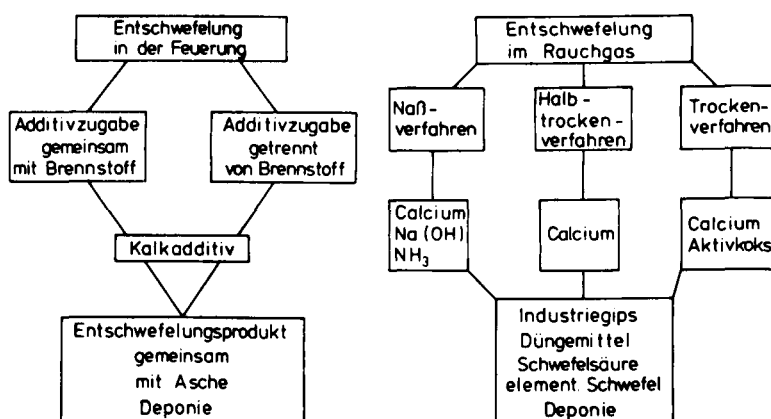 Entschwefelung
in der Feuerung
Additivzugabe
gemeinsam
mit Brennstoff
Additivzugabe
getrennt
von Brennstoff
Kalkadditiv
Entschwefelungsprodukt
gemeinsam
mit Asche
Deponie
Entschwefelung
im Rauchgas
Naß-
verfahren
Halb-
trocken-
verfahren
Trocken-
verfahren
Calcium
Na (OH)
NH₃
Calcium
Calcium
Aktivkoks
Industriegips
Düngemittel
Schwefelsäure
element. Schwefel
Deponie